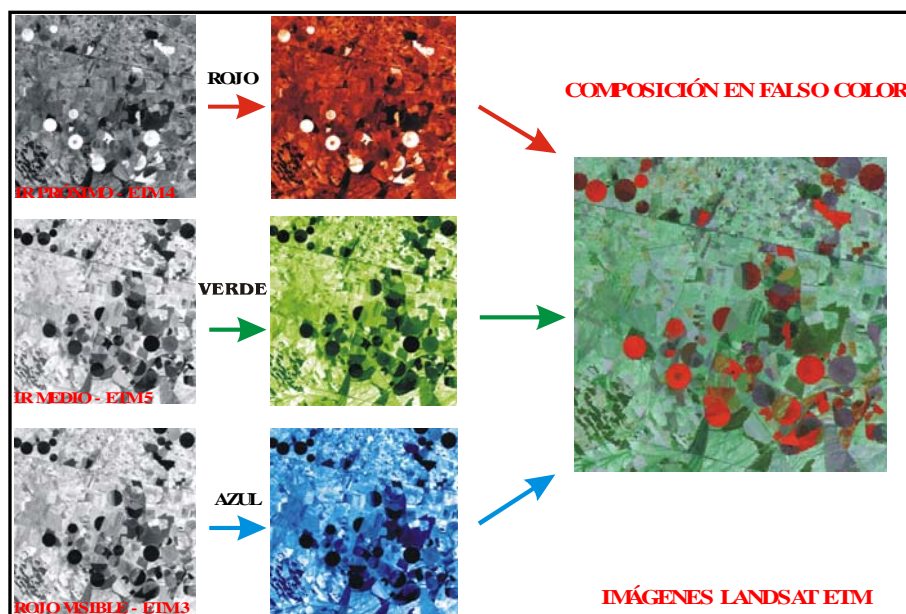 ROJO
COMPOSICIÓN EN FALSO COLOR
IR PRÓXIMO - ETM4
VERDE
IR MEDIO - ETM5
AZUL
ROJO VISIBLE - ETM3
IMÁGENES LANDSAT ETM